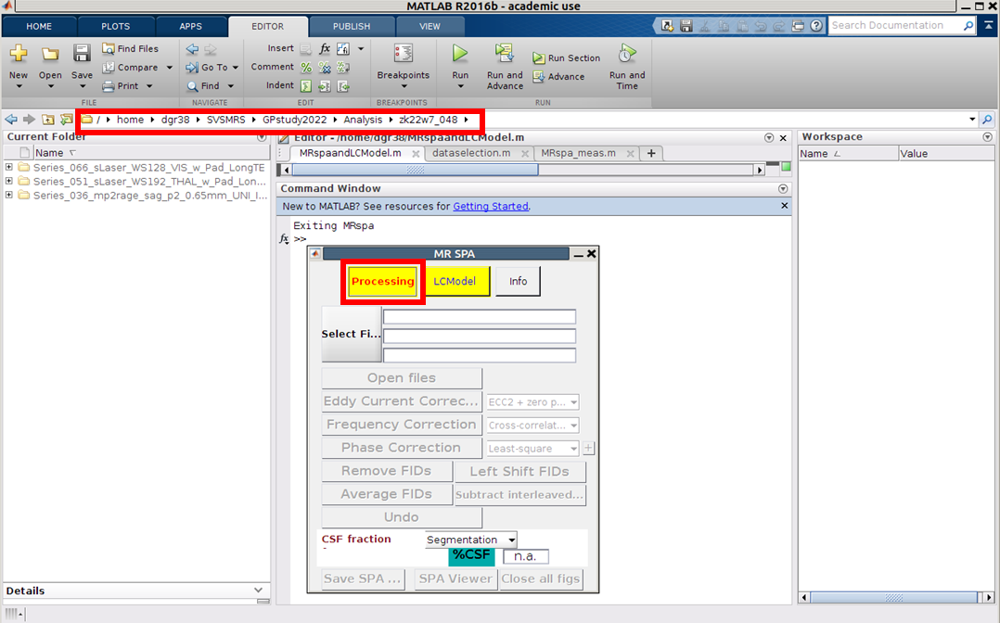 MATLAB R2016b - academic use
HOME PLOTS APPS EDITOR PUBLISH VIEW Search Documentation
New Open Save Find Files Compare Print Go To Find Insert fx Comment Indent Breakpoints Run Run and Advance Run Section Advance Run and Time
FILE NAVIGATE EDIT BREAKPOINTS RUN
/ home dgr38 SVSMRS GPstudy2022 Analysis zk22w7_048
Current Folder
Editor - /home/dgr38/MRspaandLCModel.m
Workspace
Name
MRspaandLCModel.m dataselection.m MRspa_meas.m +
Name Value
Series_066_sLaser_WS128_VIS_w_Pad_LongTE
Series_051_sLaser_WS192_THAL_w_Pad_Lon...
Series_036_mp2rage_sag_p2_0.65mm_UNI_I...
Command Window
New to MATLAB? See resources for Getting Started.
Exiting MRspa
fx >>
MR SPA
Processing LCModel Info
Select Fi...
Open files
Eddy Current Correc... ECC2 + zero p...
Frequency Correction Cross-correlat...
Phase Correction Least-square +
Remove FIDs Left Shift FIDs
Average FIDs Subtract interleaved...
Undo
CSF fraction Segmentation
%CSF n.a.
Save SPA ... SPA Viewer Close all figs
Details